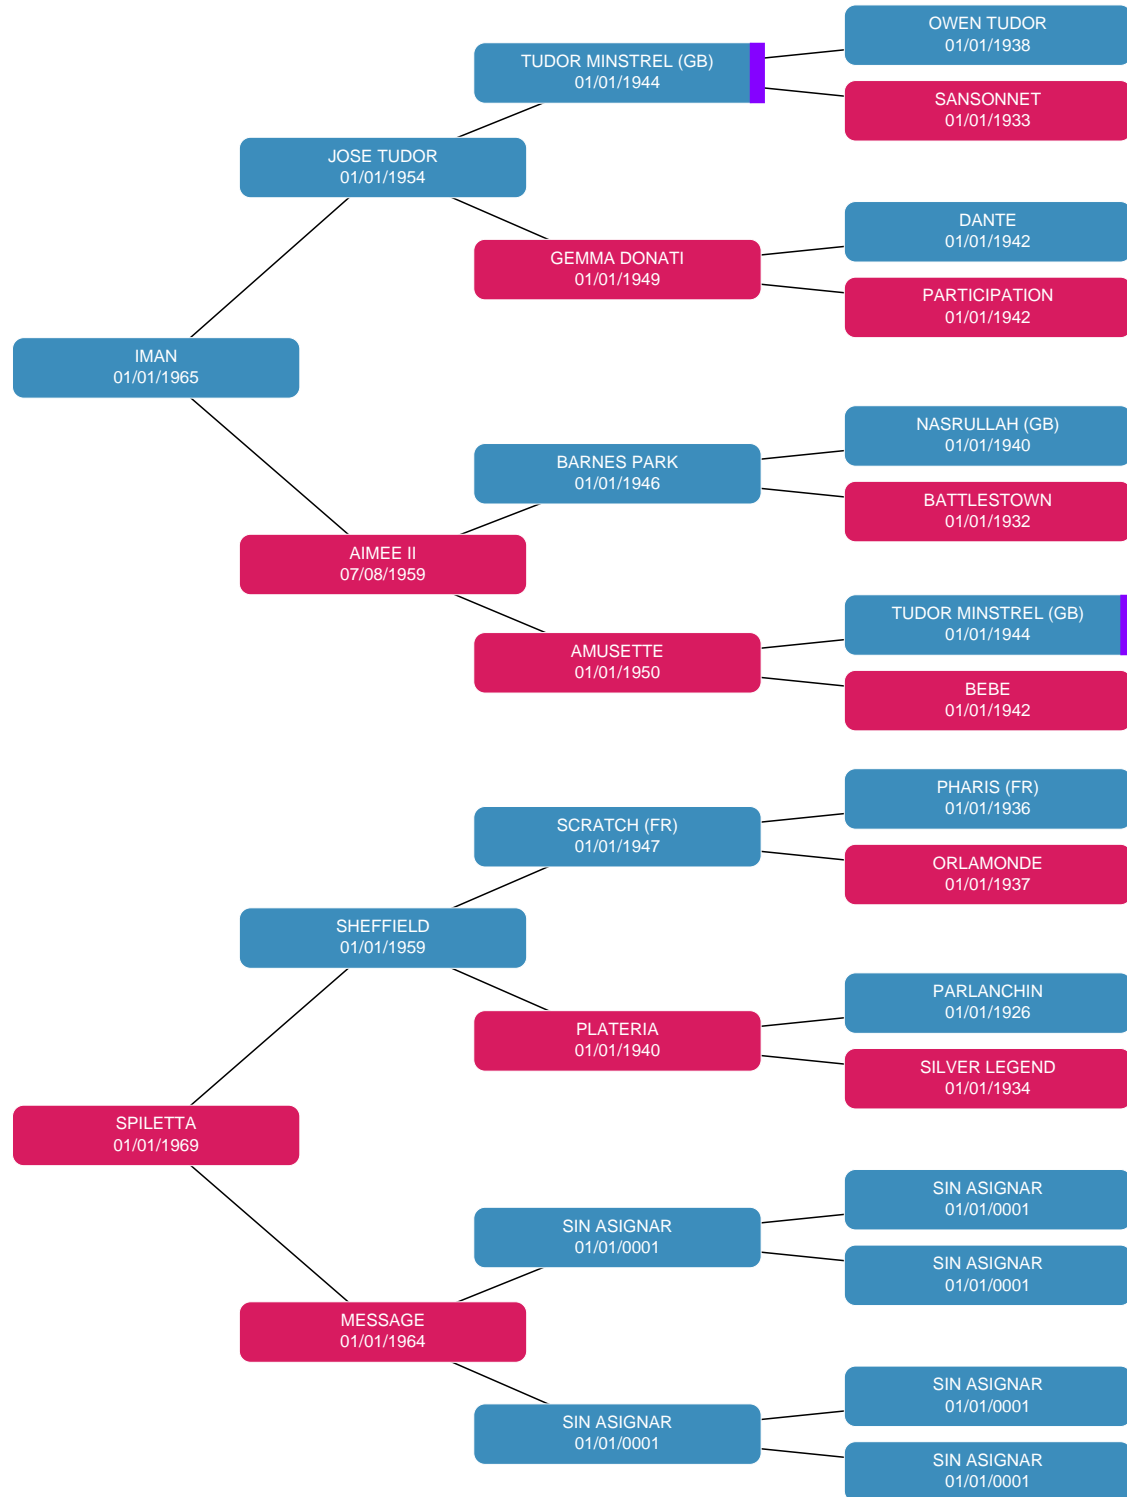 OWEN TUDOR
01/01/1938
TUDOR MINSTREL (GB)
01/01/1944
SANSONNET
01/01/1933
JOSE TUDOR
01/01/1954
DANTE
01/01/1942
GEMMA DONATI
01/01/1949
PARTICIPATION
01/01/1942
IMAN
01/01/1965
NASRULLAH (GB)
01/01/1940
BARNES PARK
01/01/1946
BATTLESTOWN
01/01/1932
AIMEE II
07/08/1959
TUDOR MINSTREL (GB)
01/01/1944
AMUSETTE
01/01/1950
BEBE
01/01/1942
PHARIS (FR)
01/01/1936
SCRATCH (FR)
01/01/1947
ORLAMONDE
01/01/1937
SHEFFIELD
01/01/1959
PARLANCHIN
01/01/1926
PLATERIA
01/01/1940
SILVER LEGEND
01/01/1934
SPILETTA
01/01/1969
SIN ASIGNAR
01/01/0001
SIN ASIGNAR
01/01/0001
SIN ASIGNAR
01/01/0001
MESSAGE
01/01/1964
SIN ASIGNAR
01/01/0001
SIN ASIGNAR
01/01/0001
SIN ASIGNAR
01/01/0001